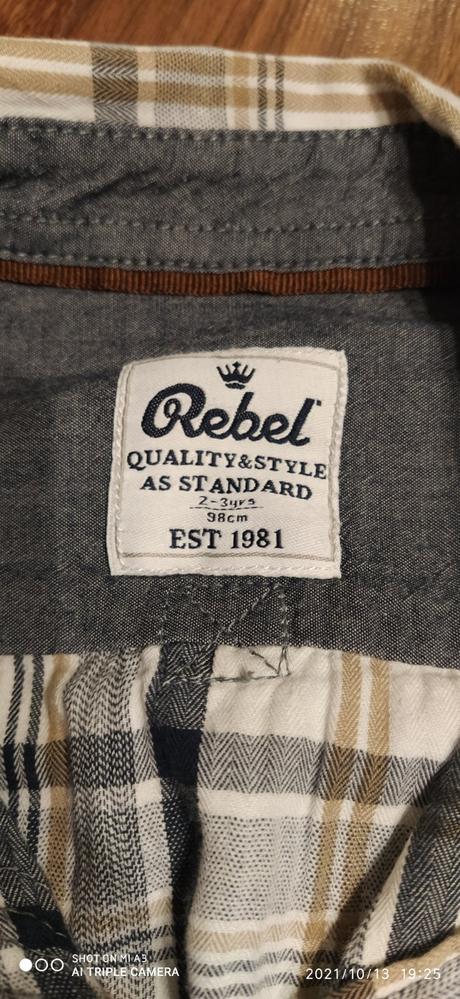 Rebel
QUALITY&STYLE
AS STANDARD
2-3yrs
98cm
EST 1981
SHOT ON MI A3
AI TRIPLE CAMERA
2021/10/13 19:25